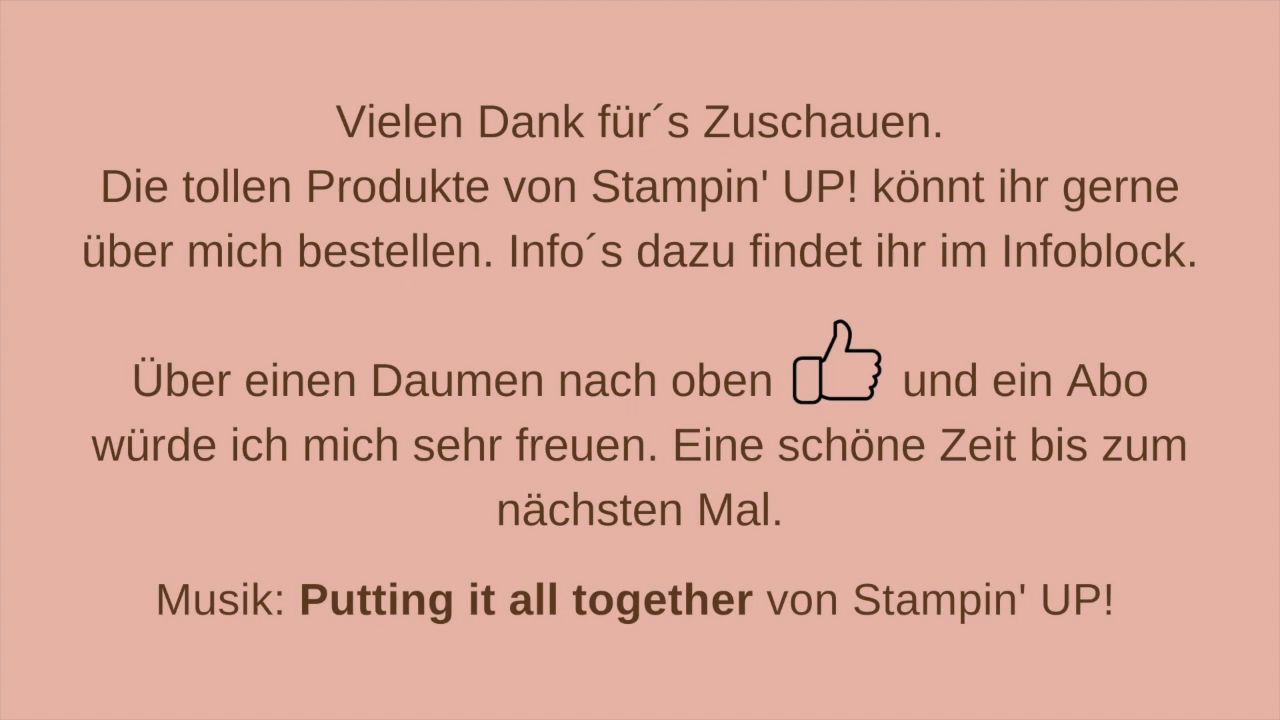 Vielen Dank für´s Zuschauen.
Die tollen Produkte von Stampin' UP! könnt ihr gerne
über mich bestellen. Info´s dazu findet ihr im Infoblock.
Über einen Daumen nach oben und ein Abo
würde ich mich sehr freuen. Eine schöne Zeit bis zum
nächsten Mal.
Musik: Putting it all together von Stampin' UP!